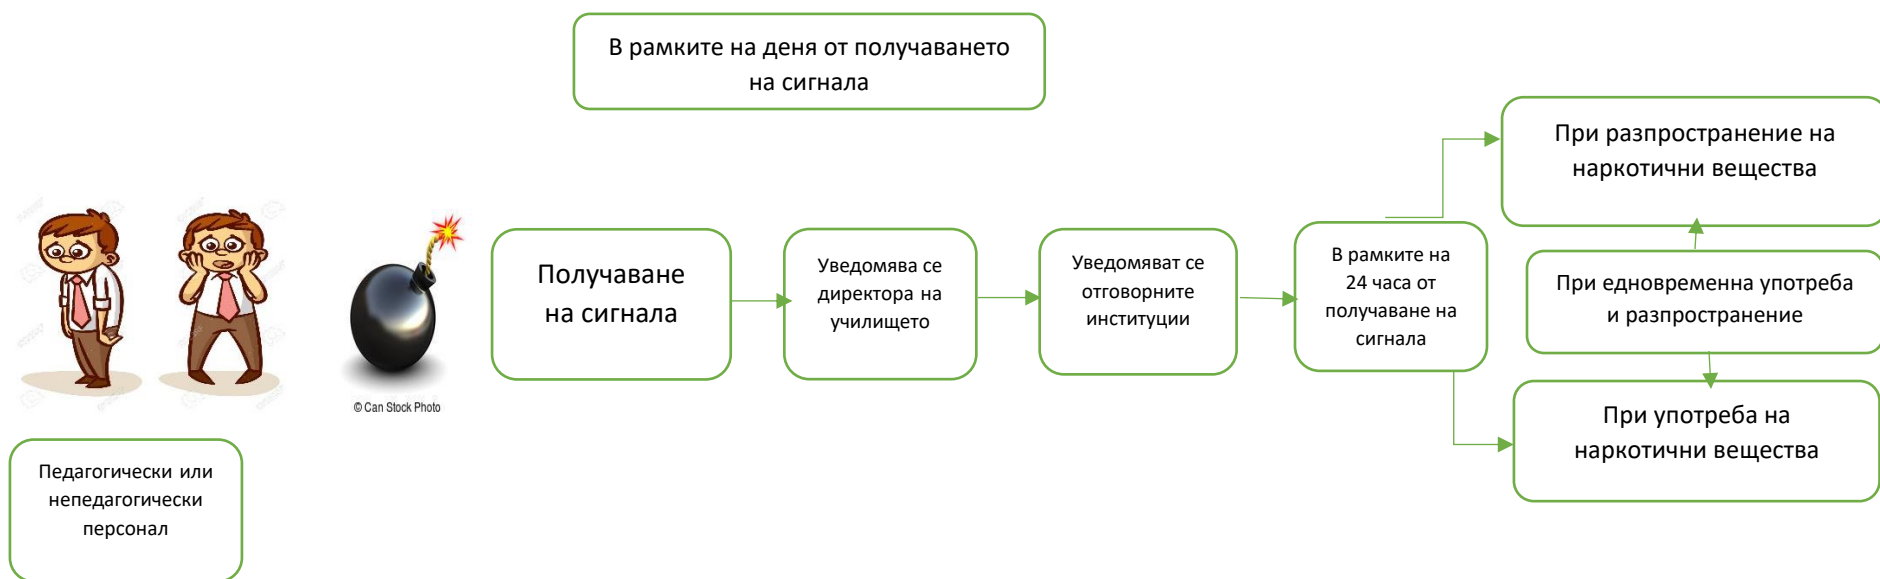 В рамките на деня от получаването
на сигнала
При разпространение на
наркотични вещества
Получаване
на сигнала
Уведомява се
директора на
училището
Уведомяват се
отговорните
институции
В рамките на
24 часа от
получаване на
сигнала
При едновременна употреба
и разпространение
При употреба на
наркотични вещества
© Can Stock Photo
Педагогически или
непедагогически
персонал